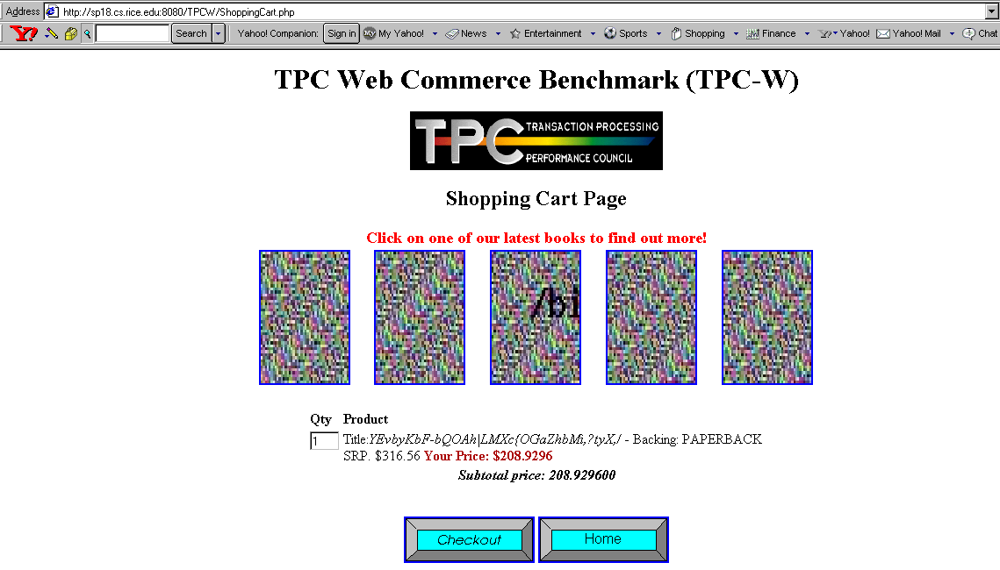 Address http://sp18.cs.rice.edu:8080/TPCW/ShoppingCart.php
Y! Search Yahoo! Companion: Sign in My Yahoo! News Entertainment Sports Shopping Finance Yahoo! Yahoo! Mail Chat
TPC Web Commerce Benchmark (TPC-W)
TPC TRANSACTION PROCESSING
PERFORMANCE COUNCIL
Shopping Cart Page
Click on one of our latest books to find out more!
/bi
Qty Product
1 Title:YEvbyKbF-bQOAh|LMXc{OGaZhbMi,?tyX,/ - Backing: PAPERBACK
SRP. $316.56 Your Price: $208.9296
Subtotal price: 208.929600
Checkout Home